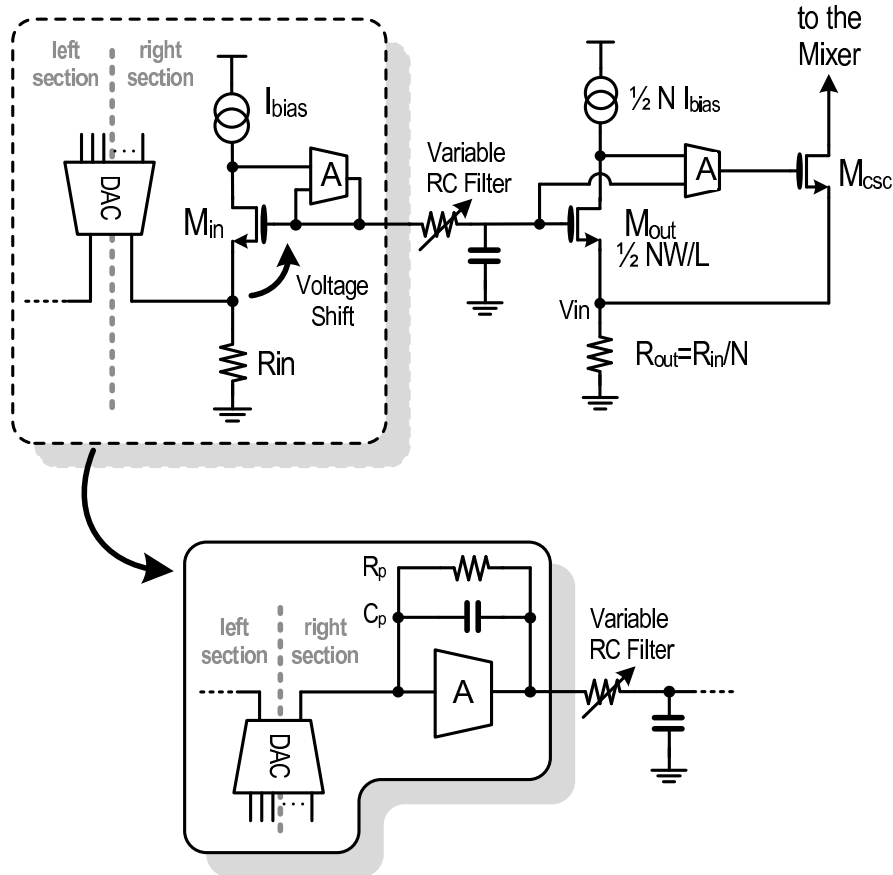 left
section
right
section
DAC
Ibias
A
Min
Voltage
Shift
Rin
Variable
RC Filter
½ N Ibias
A
to the
Mixer
Mcsc
Mout
½ NW/L
Vin
Rout=Rin/N
left
section
right
section
DAC
Rp
Cp
A
Variable
RC Filter